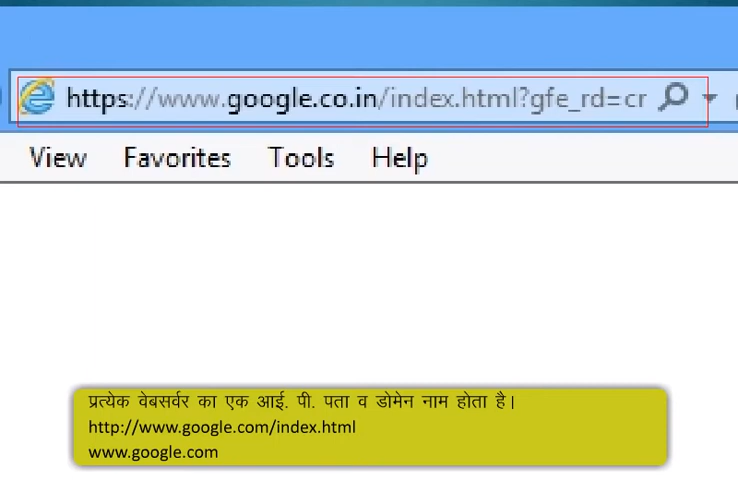 https://www.google.co.in/index.html?gfe_rd=cr
View Favorites Tools Help
प्रत्येक वेबसर्वर का एक आई. पी. पता व डोमेन नाम होता है।
http://www.google.com/index.html
www.google.com